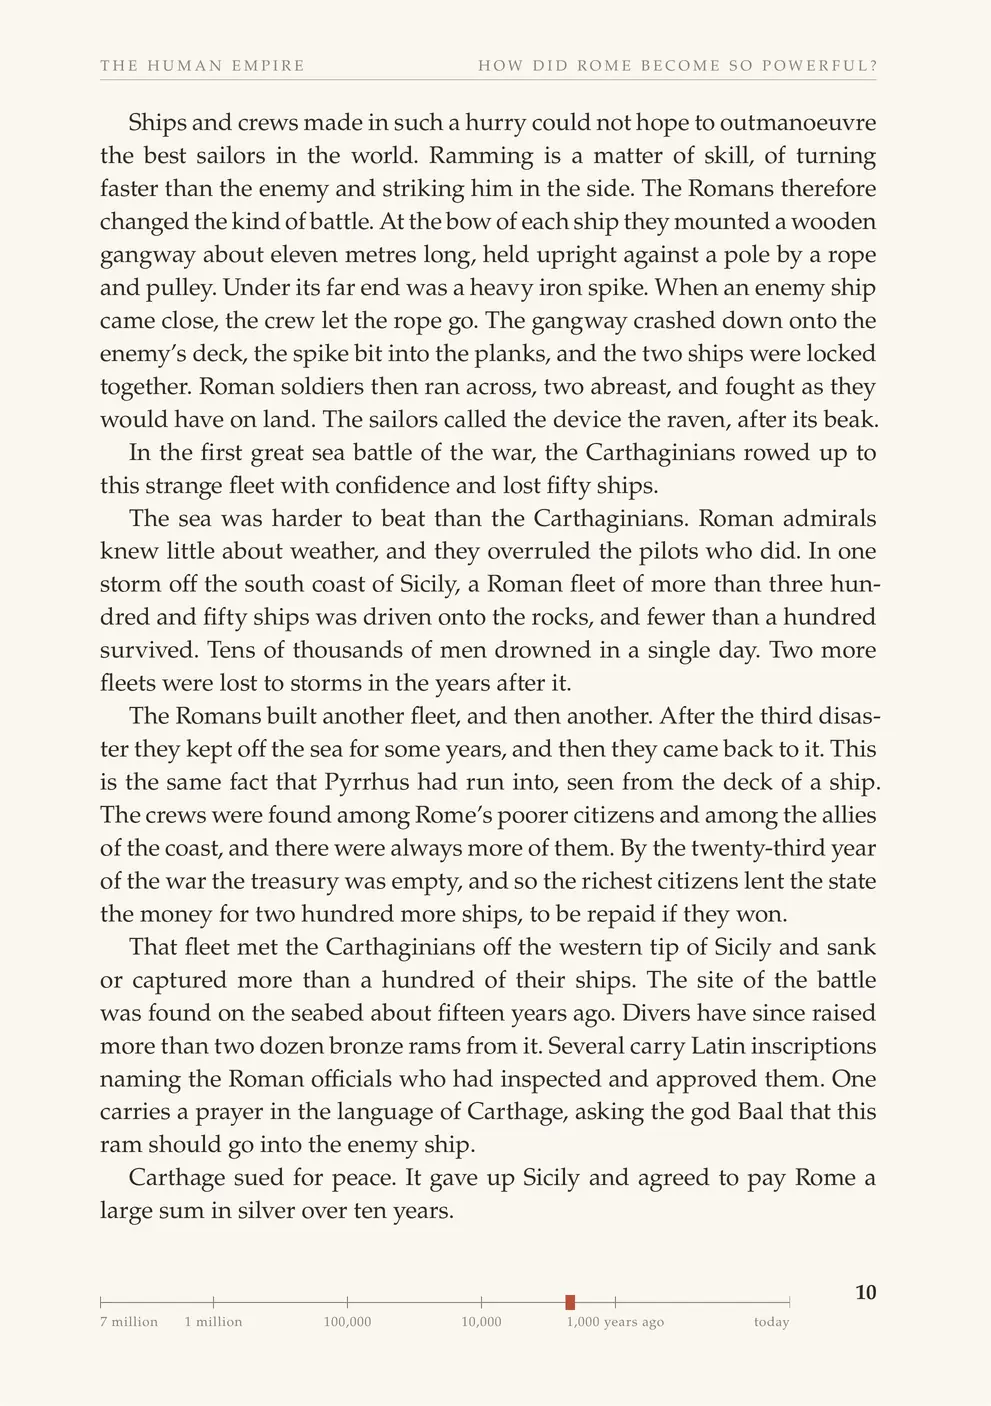 THE HUMAN EMPIRE
HOW DID ROME BECOME SO POWERFUL?
Ships and crews made in such a hurry could not hope to outmanoeuvre
the best sailors in the world. Ramming is a matter of skill, of turning
faster than the enemy and striking him in the side. The Romans therefore
changed the kind of battle. At the bow of each ship they mounted a wooden
gangway about eleven metres long, held upright against a pole by a rope
and pulley. Under its far end was a heavy iron spike. When an enemy ship
came close, the crew let the rope go. The gangway crashed down onto the
enemy’s deck, the spike bit into the planks, and the two ships were locked
together. Roman soldiers then ran across, two abreast, and fought as they
would have on land. The sailors called the device the raven, after its beak.
In the first great sea battle of the war, the Carthaginians rowed up to
this strange fleet with confidence and lost fifty ships.
The sea was harder to beat than the Carthaginians. Roman admirals
knew little about weather, and they overruled the pilots who did. In one
storm off the south coast of Sicily, a Roman fleet of more than three hun-
dred and fifty ships was driven onto the rocks, and fewer than a hundred
survived. Tens of thousands of men drowned in a single day. Two more
fleets were lost to storms in the years after it.
The Romans built another fleet, and then another. After the third disas-
ter they kept off the sea for some years, and then they came back to it. This
is the same fact that Pyrrhus had run into, seen from the deck of a ship.
The crews were found among Rome’s poorer citizens and among the allies
of the coast, and there were always more of them. By the twenty-third year
of the war the treasury was empty, and so the richest citizens lent the state
the money for two hundred more ships, to be repaid if they won.
That fleet met the Carthaginians off the western tip of Sicily and sank
or captured more than a hundred of their ships. The site of the battle
was found on the seabed about fifteen years ago. Divers have since raised
more than two dozen bronze rams from it. Several carry Latin inscriptions
naming the Roman officials who had inspected and approved them. One
carries a prayer in the language of Carthage, asking the god Baal that this
ram should go into the enemy ship.
Carthage sued for peace. It gave up Sicily and agreed to pay Rome a
large sum in silver over ten years.
10
7 million 1 million 100,000 10,000 1,000 years ago today